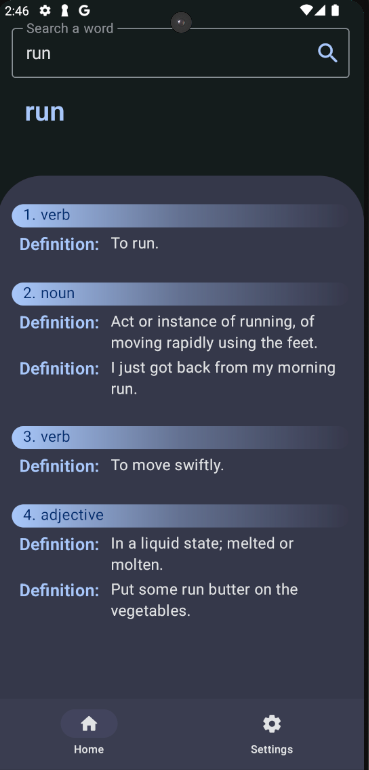 2:46
Search a word
run
run
1. verb
Definition: To run.
2. noun
Definition: Act or instance of running, of
moving rapidly using the feet.
Definition: I just got back from my morning
run.
3. verb
Definition: To move swiftly.
4. adjective
Definition: In a liquid state; melted or
molten.
Definition: Put some run butter on the
vegetables.
Home Settings